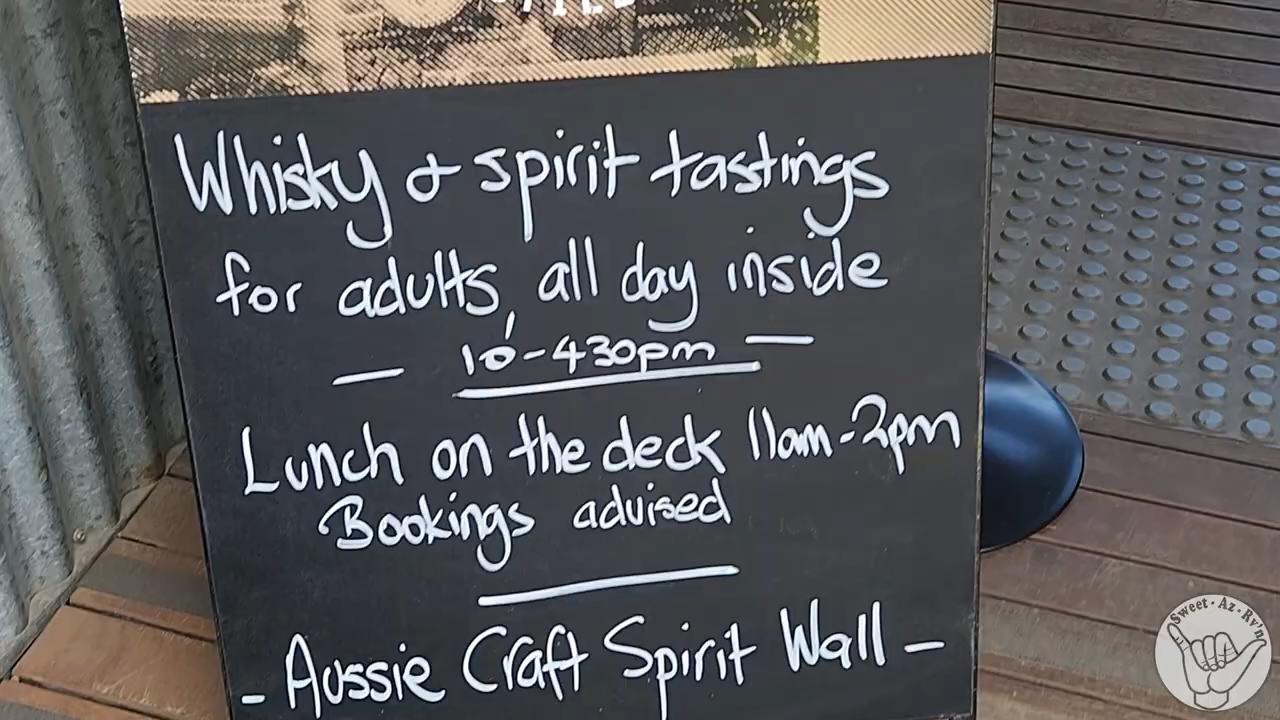 Whisky & spirit tastings
for adults, all day inside
— 10-430pm —
Lunch on the deck 11am-2pm
Bookings advised
- Aussie Craft Spirit Wall -
Sweet · Az · Rv'n